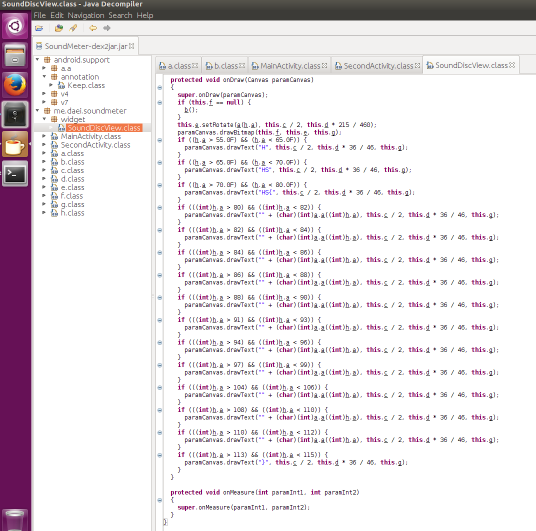 SoundDiscView.class - Java Decompiler
File Edit Navigation Search Help
SoundMeter-dex2jar.jar
android.support
a.a
annotation
Keep.class
v4
v7
me.daei.soundmeter
widget
SoundDiscView.class
MainActivity.class
SecondActivity.class
a.class
b.class
c.class
d.class
e.class
f.class
g.class
h.class
a.class b.class MainActivity.class SecondActivity.class SoundDiscView.class
protected void onDraw(Canvas paramCanvas)
{
super.onDraw(paramCanvas);
if (this.f == null) {
b();
}
this.e.setRotate(a(h.a), this.c / 2, this.d * 215 / 460);
paramCanvas.drawBitmap(this.f, this.e, this.g);
if ((h.a > 55.0F) && (h.a < 65.0F)) {
paramCanvas.drawText("H", this.c / 2, this.d * 36 / 46, this.g);
}
if ((h.a > 65.0F) && (h.a < 70.0F)) {
paramCanvas.drawText("HS", this.c / 2, this.d * 36 / 46, this.g);
}
if ((h.a > 70.0F) && (h.a < 80.0F)) {
paramCanvas.drawText("HS{", this.c / 2, this.d * 36 / 46, this.g);
}
if (((int)h.a > 80) && ((int)h.a < 82)) {
paramCanvas.drawText("" + (char)(int)a.a((int)h.a), this.c / 2, this.d * 36 / 46, this.g);
}
if (((int)h.a > 82) && ((int)h.a < 84)) {
paramCanvas.drawText("" + (char)(int)a.a((int)h.a), this.c / 2, this.d * 36 / 46, this.g);
}
if (((int)h.a > 84) && ((int)h.a < 86)) {
paramCanvas.drawText("" + (char)(int)a.a((int)h.a), this.c / 2, this.d * 36 / 46, this.g);
}
if (((int)h.a > 86) && ((int)h.a < 88)) {
paramCanvas.drawText("" + (char)(int)a.a((int)h.a), this.c / 2, this.d * 36 / 46, this.g);
}
if (((int)h.a > 88) && ((int)h.a < 90)) {
paramCanvas.drawText("" + (char)(int)a.a((int)h.a), this.c / 2, this.d * 36 / 46, this.g);
}
if (((int)h.a > 91) && ((int)h.a < 93)) {
paramCanvas.drawText("" + (char)(int)a.a((int)h.a), this.c / 2, this.d * 36 / 46, this.g);
}
if (((int)h.a > 94) && ((int)h.a < 96)) {
paramCanvas.drawText("" + (char)(int)a.a((int)h.a), this.c / 2, this.d * 36 / 46, this.g);
}
if (((int)h.a > 97) && ((int)h.a < 99)) {
paramCanvas.drawText("" + (char)(int)a.a((int)h.a), this.c / 2, this.d * 36 / 46, this.g);
}
if (((int)h.a > 104) && ((int)h.a < 106)) {
paramCanvas.drawText("" + (char)(int)a.a((int)h.a), this.c / 2, this.d * 36 / 46, this.g);
}
if (((int)h.a > 108) && ((int)h.a < 110)) {
paramCanvas.drawText("" + (char)(int)a.a((int)h.a), this.c / 2, this.d * 36 / 46, this.g);
}
if (((int)h.a > 110) && ((int)h.a < 112)) {
paramCanvas.drawText("" + (char)(int)a.a((int)h.a), this.c / 2, this.d * 36 / 46, this.g);
}
if (((int)h.a > 113) && ((int)h.a < 115)) {
paramCanvas.drawText("}", this.c / 2, this.d * 36 / 46, this.g);
}
}
protected void onMeasure(int paramInt1, int paramInt2)
{
super.onMeasure(paramInt1, paramInt2);
}
}